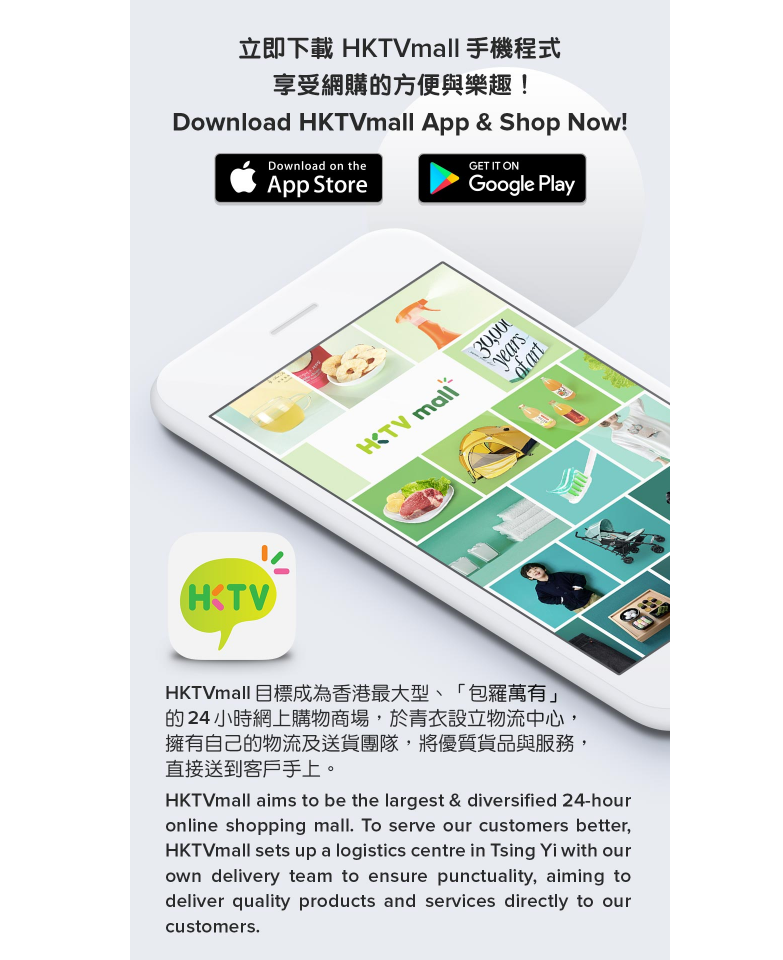 立即下載 HKTVmall 手機程式
享受網購的方便與樂趣！
Download HKTVmall App & Shop Now!
Download on the
App Store
GET IT ON
Google Play
30,000
years
of art
HKTV mall
HKTV
HKTVmall 目標成為香港最大型、「包羅萬有」
的 24 小時網上購物商場，於青衣設立物流中心，
擁有自己的物流及送貨團隊，將優質貨品與服務，
直接送到客戶手上。
HKTVmall aims to be the largest & diversified 24-hour
online shopping mall. To serve our customers better,
HKTVmall sets up a logistics centre in Tsing Yi with our
own delivery team to ensure punctuality, aiming to
deliver quality products and services directly to our
customers.